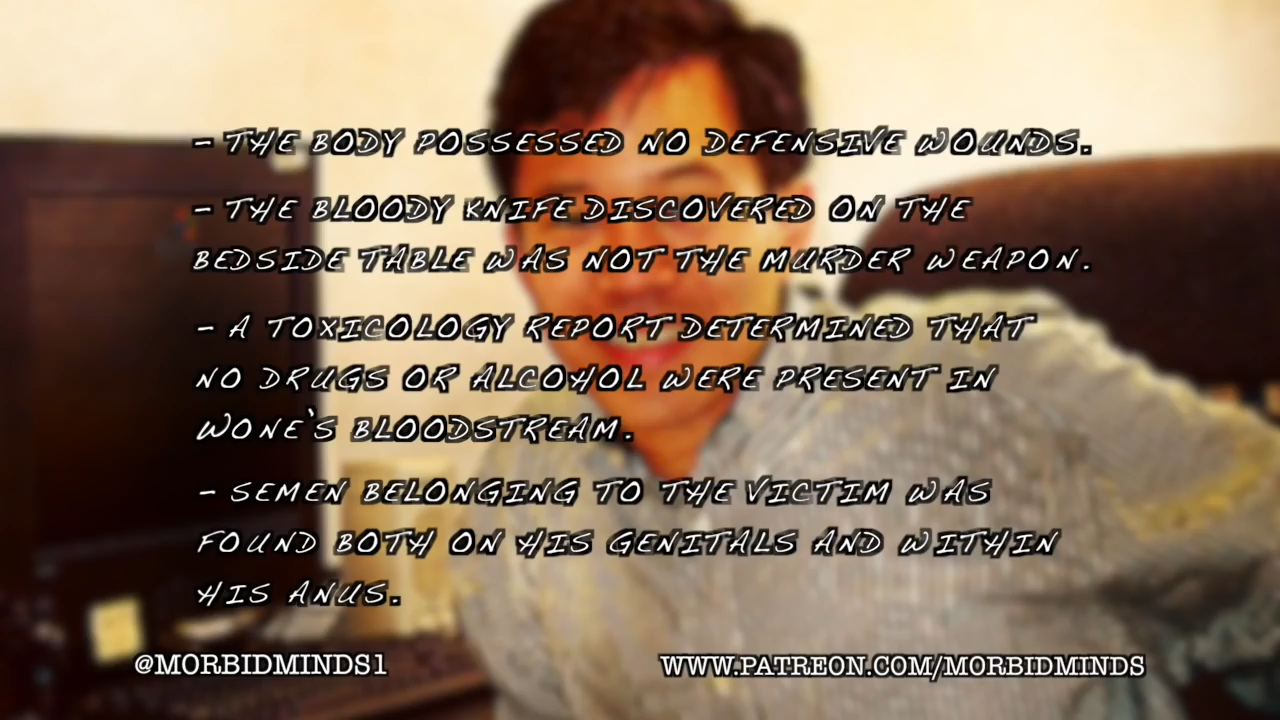 - THE BODY POSSESSED NO DEFENSIVE WOUNDS.
- THE BLOODY KNIFE DISCOVERED ON THE
BEDSIDE TABLE WAS NOT THE MURDER WEAPON.
- A TOXICOLOGY REPORT DETERMINED THAT
NO DRUGS OR ALCOHOL WERE PRESENT IN
WONE`S BLOODSTREAM.
- SEMEN BELONGING TO THE VICTIM WAS
FOUND BOTH ON HIS GENITALS AND WITHIN
HIS ANUS.
@MORBIDMINDS1 WWW.PATREON.COM/MORBIDMINDS